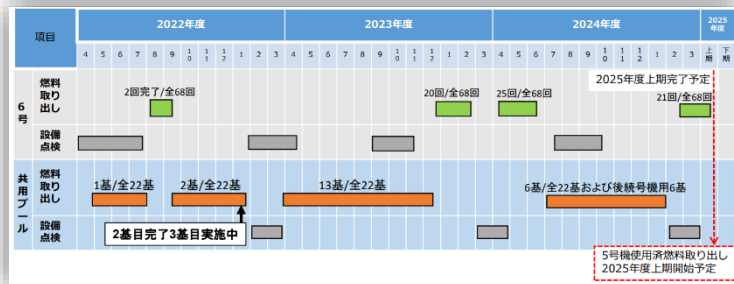 項目
2022年度
2023年度
2024年度
2025
年度
4 5 6 7 8 9 10 11 12 1 2 3 4 5 6 7 8 9 10 11 12 1 2 3 4 5 6 7 8 9 10 11 12 1 2 3 上期 下期
2025年度上期完了予定
6号
燃料
取り
出し
2回完了/全68回
20回/全68回
25回/全68回
21回/全68回
設備
点検
共用プール
燃料
取り
出し
1基/全22基
2基/全22基
13基/全22基
6基/全22基および後続号機用6基
2基目完了3基目実施中
設備
点検
5号機使用済燃料取り出し
2025年度上期開始予定